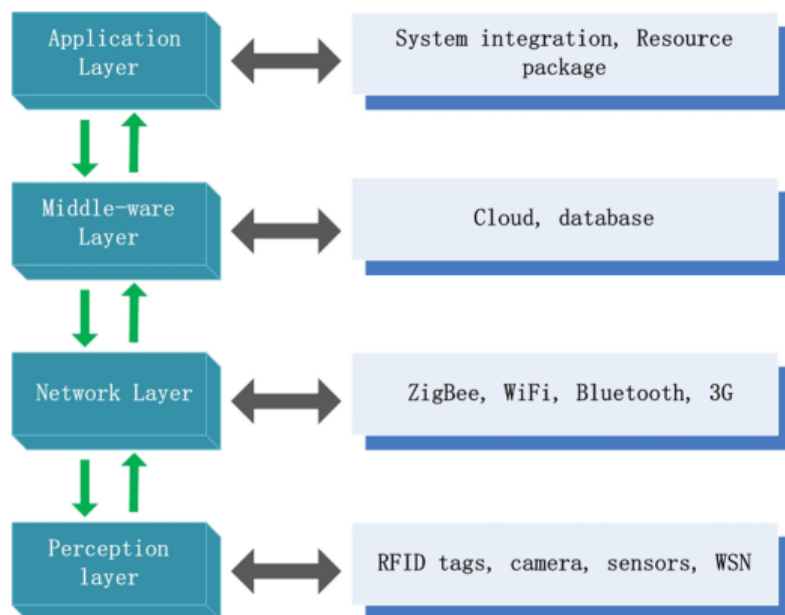 Application
Layer
System integration, Resource
package
Middle-ware
Layer
Cloud, database
Network Layer
ZigBee, WiFi, Bluetooth, 3G
Perception
layer
RFID tags, camera, sensors, WSN